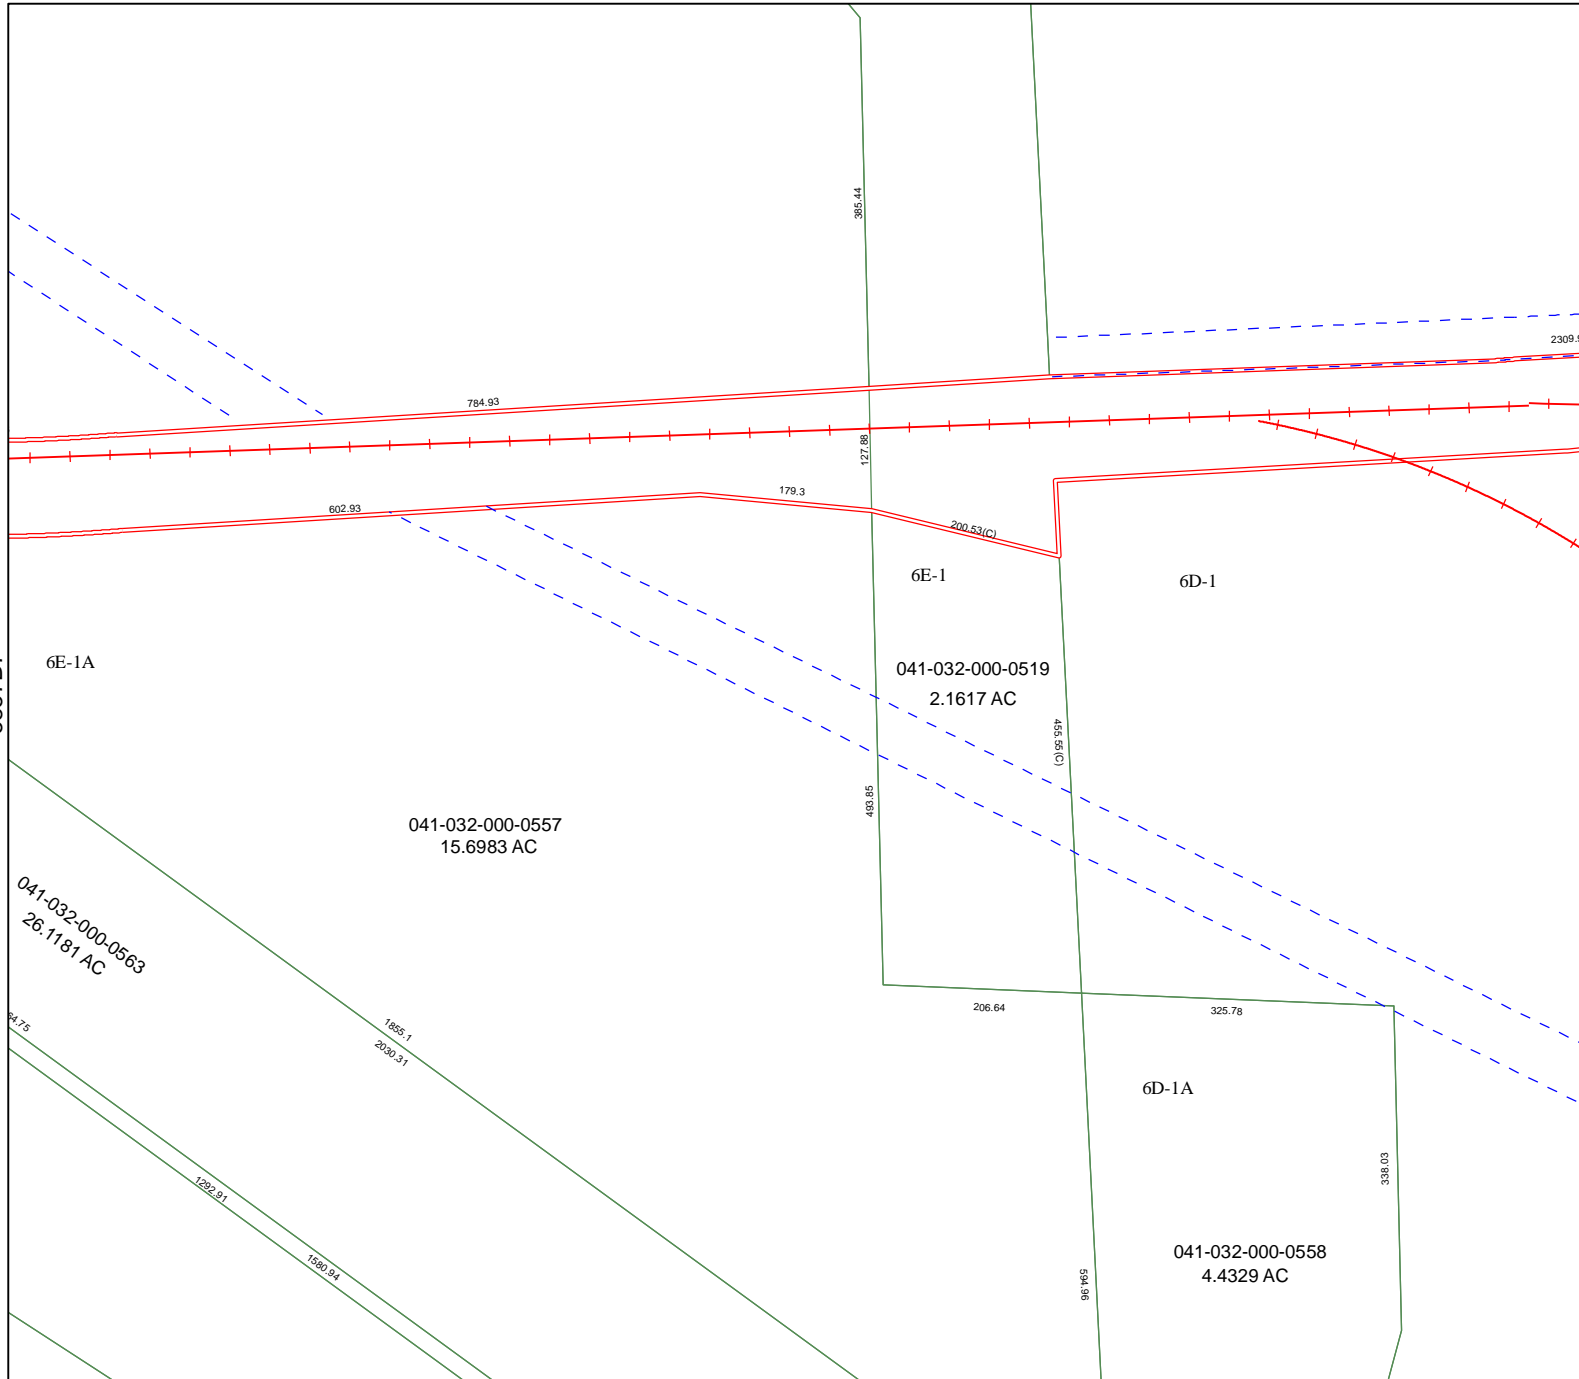 385.44
2309.9
784.93
127.88
179.3
602.93
200.53(C)
6E-1
6D-1
6E-1A
041-032-000-0519
2.1617 AC
455.55(C)
493.85
041-032-000-0557
15.6983 AC
041-032-000-0563
26.1181 AC
206.64
325.78
64.75
1855.1
2030.31
6D-1A
338.03
1292.91
041-032-000-0558
4.4329 AC
1580.94
594.96